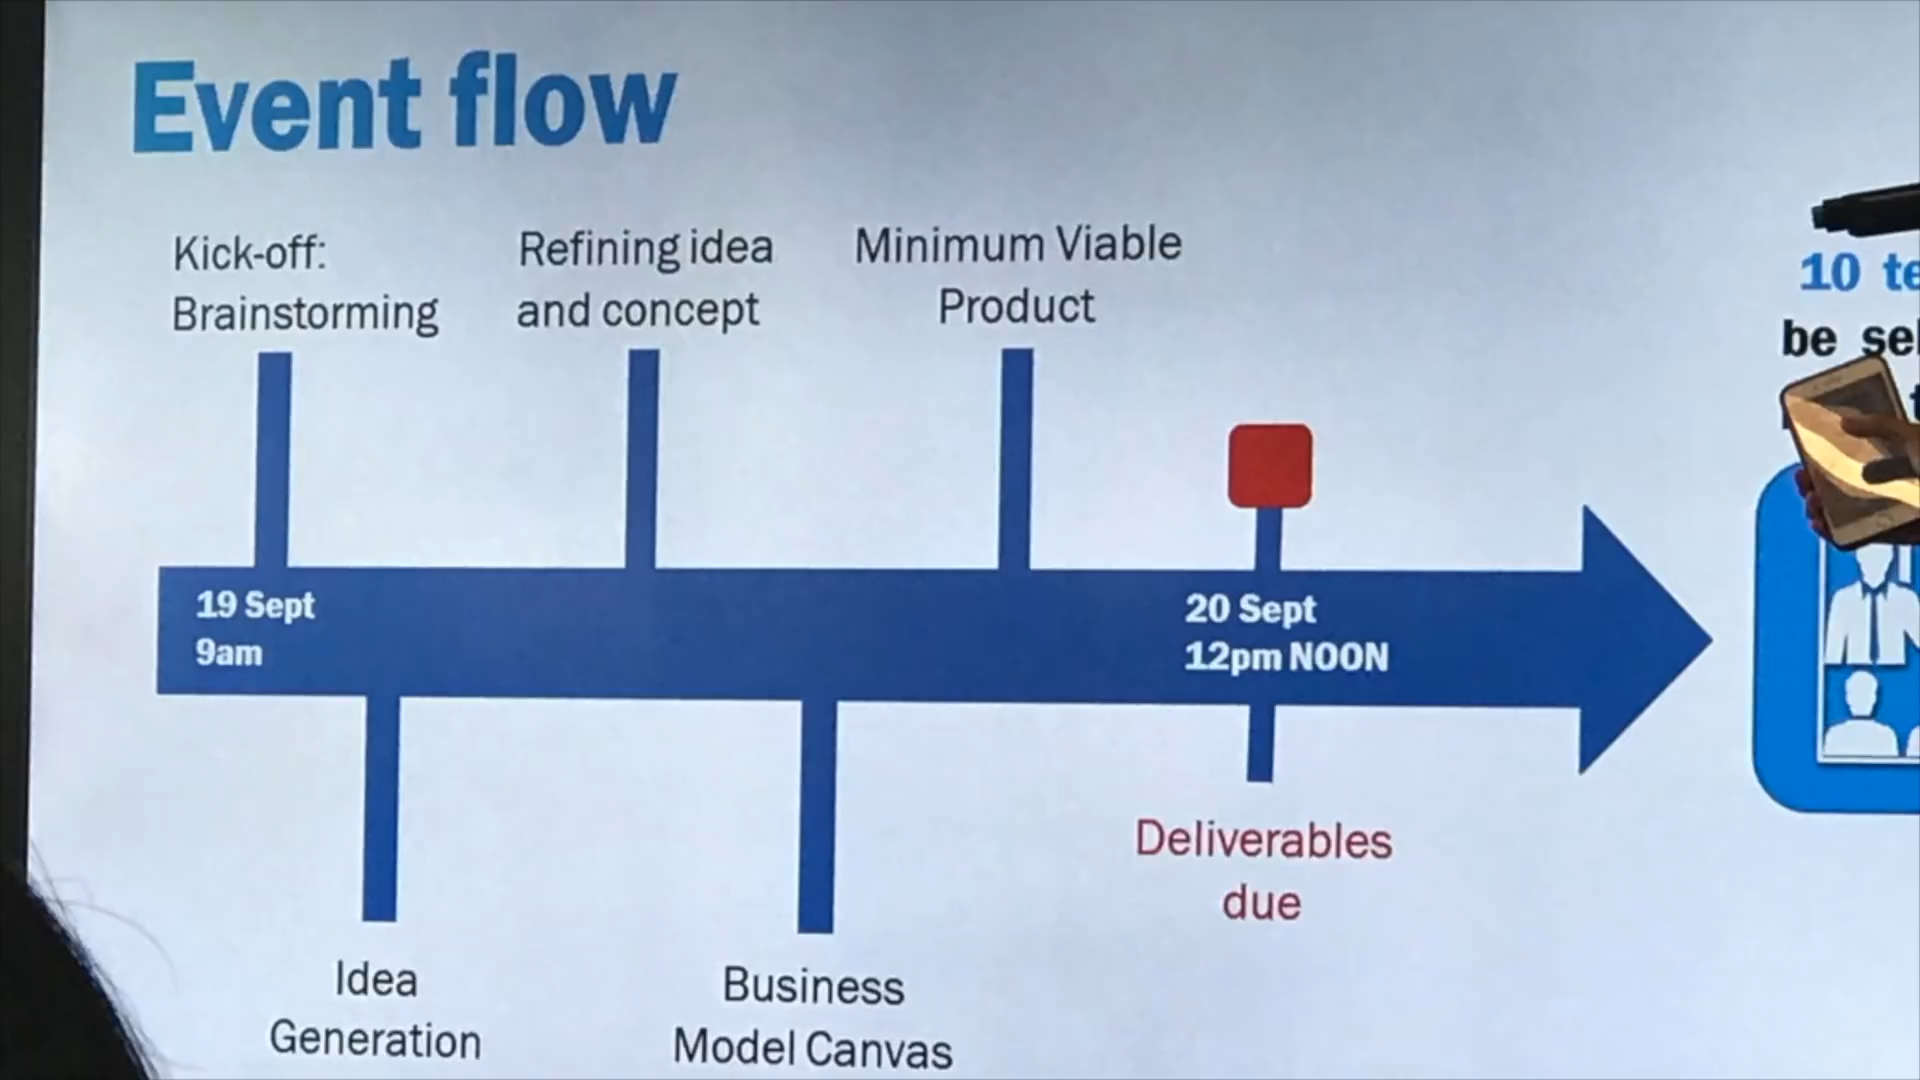 Event flow
Kick-off:
Brainstorming
Refining idea
and concept
Minimum Viable
Product
19 Sept
9am
20 Sept
12pm NOON
Idea
Generation
Business
Model Canvas
Deliverables
due
10
be